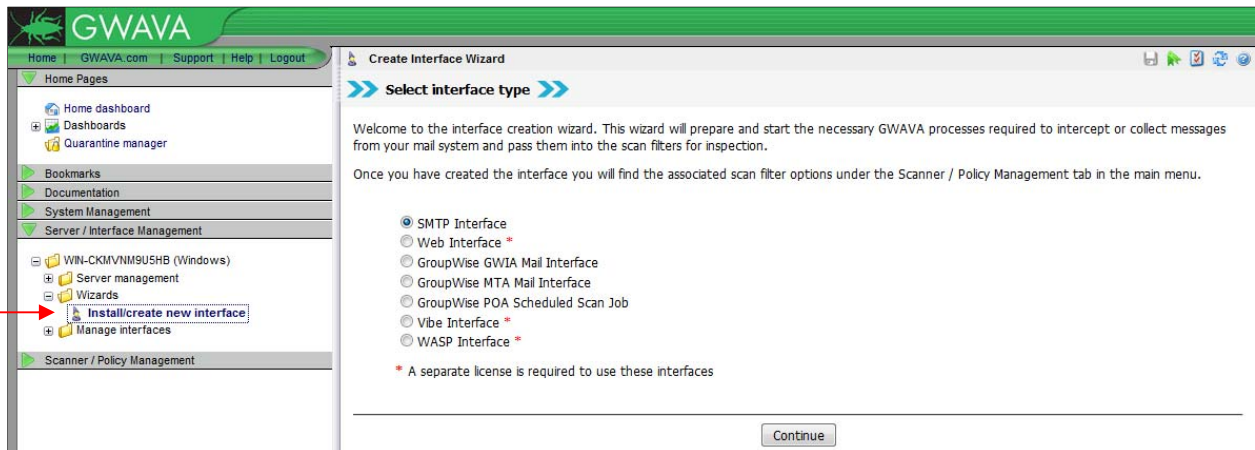 GWAVA
Home | GWAVA.com | Support | Help | Logout
Home Pages
Home dashboard
Dashboards
Quarantine manager
Bookmarks
Documentation
System Management
Server / Interface Management
WIN-CKMVNM9U5HB (Windows)
Server management
Wizards
Install/create new interface
Manage interfaces
Scanner / Policy Management
Create Interface Wizard
Select interface type
Welcome to the interface creation wizard. This wizard will prepare and start the necessary GWAVA processes required to intercept or collect messages
from your mail system and pass them into the scan filters for inspection.
Once you have created the interface you will find the associated scan filter options under the Scanner / Policy Management tab in the main menu.
SMTP Interface
Web Interface *
GroupWise GWIA Mail Interface
GroupWise MTA Mail Interface
GroupWise POA Scheduled Scan Job
Vibe Interface *
WASP Interface *
* A separate license is required to use these interfaces
Continue